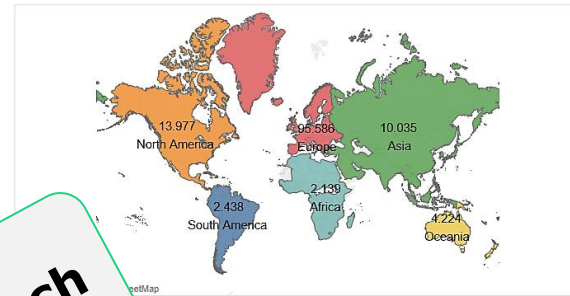 13.977
North America
95.586
Europe
10.035
Asia
2.139
Africa
2.438
South America
4.224
Oceania